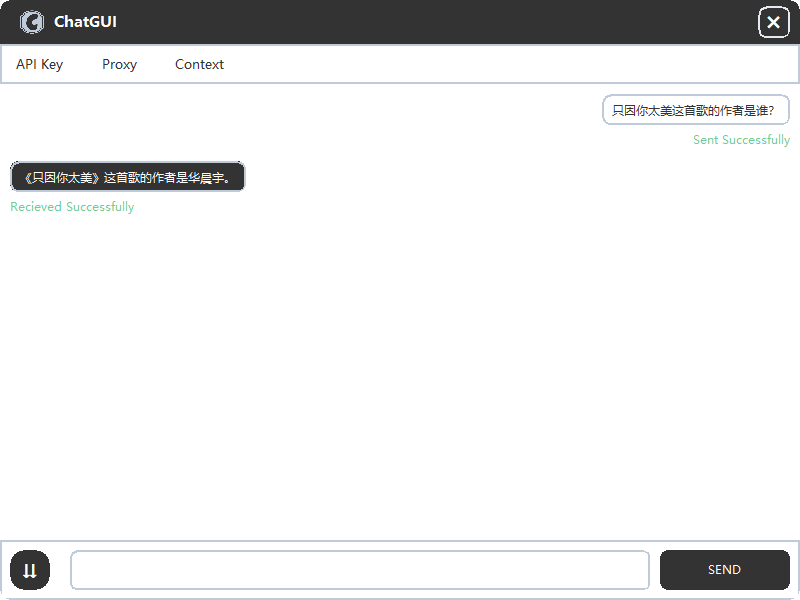 ChatGUI
API Key Proxy Context
只因你太美这首歌的作者是谁?
Sent Successfully
《只因你太美》这首歌的作者是华晨宇。
Recieved Successfully
SEND